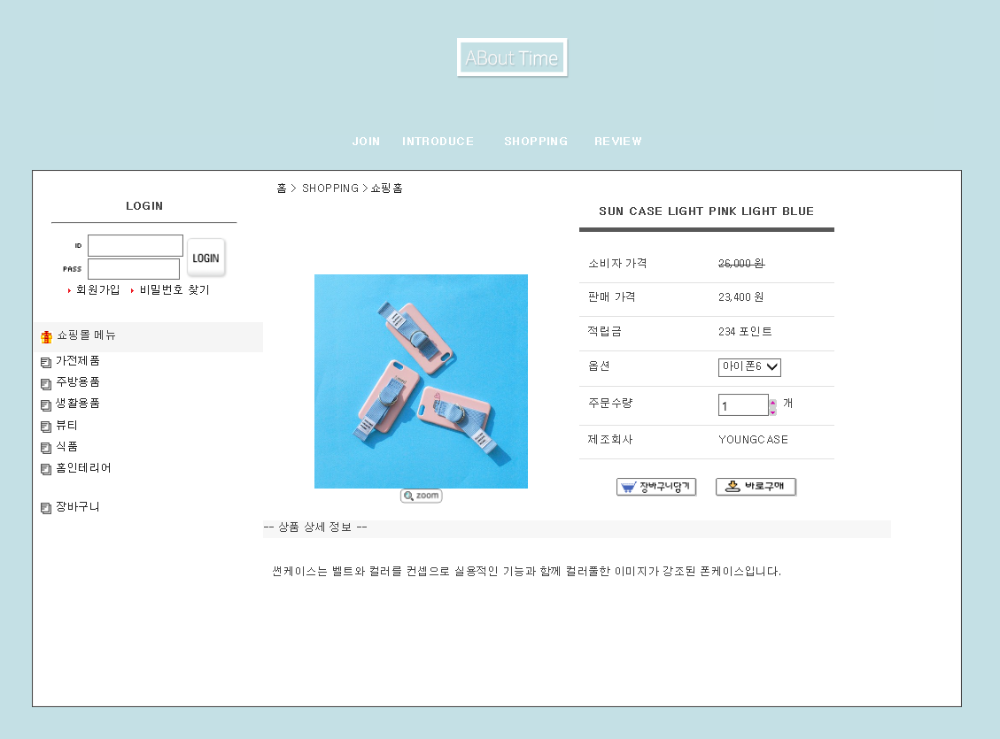 ABout Time
JOIN INTRODUCE SHOPPING REVIEW
홈 > SHOPPING > 쇼핑홈
LOGIN
ID
PASS
LOGIN
회원가입 비밀번호 찾기
쇼핑몰 메뉴
가전제품
주방용품
생활용품
뷰티
식품
홈인테리어
장바구니
SUN CASE LIGHT PINK LIGHT BLUE
소비자 가격 26,000 원
판매 가격 23,400 원
적립금 234 포인트
옵션 아이폰6
주문수량 1 개
제조회사 YOUNGCASE
zoom
장바구니담기 바로구매
-- 상품 상세 정보 --
썬케이스는 벨트와 컬러를 컨셉으로 실용적인 기능과 함께 컬러풀한 이미지가 강조된 폰케이스입니다.